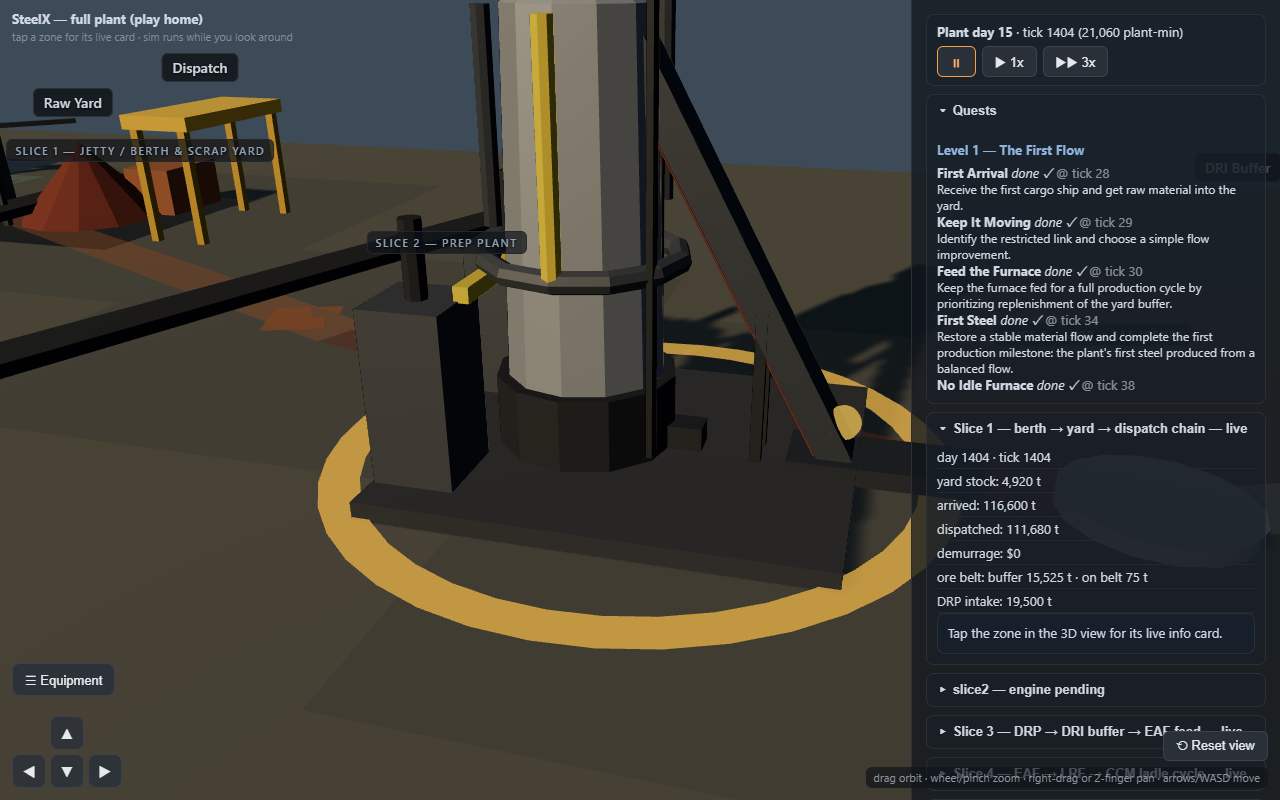 SteelX — full plant (play home)
tap a zone for its live card · sim runs while you look around
Dispatch
Raw Yard
SLICE 1 — JETTY / BERTH & SCRAP YARD
SLICE 2 — PREP PLANT
☰ Equipment
▲
◀ ▼ ▶
Plant day 15 · tick 1404 (21,060 plant-min)
⏸ ▶ 1x ▶▶ 3x
▾ Quests
Level 1 — The First Flow
DRI Buffer
First Arrival done ✓ @ tick 28
Receive the first cargo ship and get raw material into the
yard.
Keep It Moving done ✓ @ tick 29
Identify the restricted link and choose a simple flow
improvement.
Feed the Furnace done ✓ @ tick 30
Keep the furnace fed for a full production cycle by
prioritizing replenishment of the yard buffer.
First Steel done ✓ @ tick 34
Restore a stable material flow and complete the first
production milestone: the plant's first steel produced from a
balanced flow.
No Idle Furnace done ✓ @ tick 38
▾ Slice 1 — berth → yard → dispatch chain — live
day 1404 · tick 1404
yard stock: 4,920 t
arrived: 116,600 t
dispatched: 111,680 t
demurrage: $0
ore belt: buffer 15,525 t · on belt 75 t
DRP intake: 19,500 t
Tap the zone in the 3D view for its live info card.
▸ slice2 — engine pending
▸ Slice 3 — DRP → DRI buffer → EAF feed — live
⟲ Reset view
▸ Slice 4 — EAF → LRF → CCM ladle cycle — live
drag orbit · wheel/pinch zoom · right-drag or 2-finger pan · arrows/WASD move